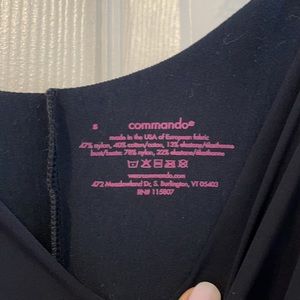 s commando®
made in the USA of European fabric
47% nylon, 40% cotton/coton, 13% elastane/élasthanne
bust/buste: 78% nylon, 22% elastane/élasthanne
wearcommando.com
472 Meadowland Dr, S. Burlington, VT 05403
RN# 115807